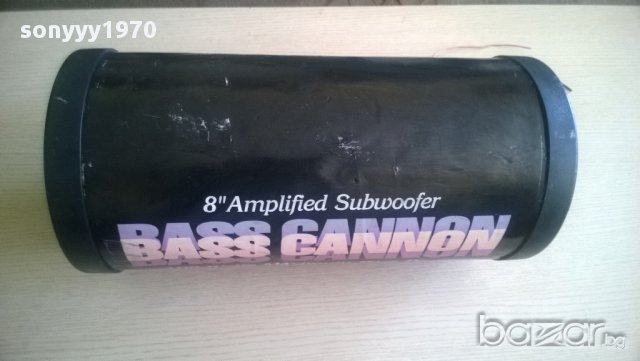 sonyyy1970
8" Amplified Subwoofer
BASS CANNON
BASS CANNON
bazar.bg